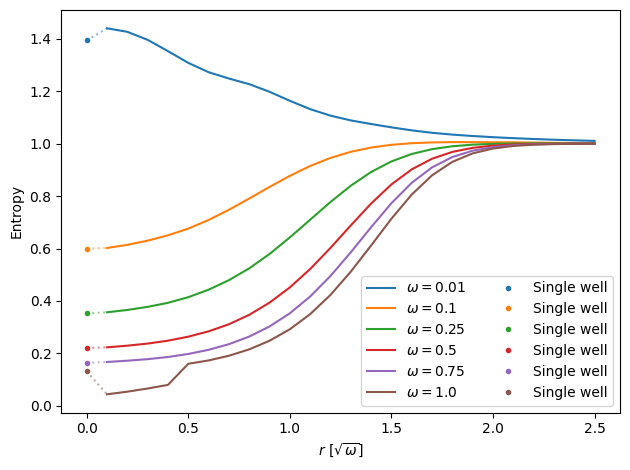 Entropy
1.4
1.2
1.0
0.8
0.6
0.4
0.2
0.0
ω = 0.01 Single well
ω = 0.1 Single well
ω = 0.25 Single well
ω = 0.5 Single well
ω = 0.75 Single well
ω = 1.0 Single well
0.0 0.5 1.0 1.5 2.0 2.5
r [√ω]